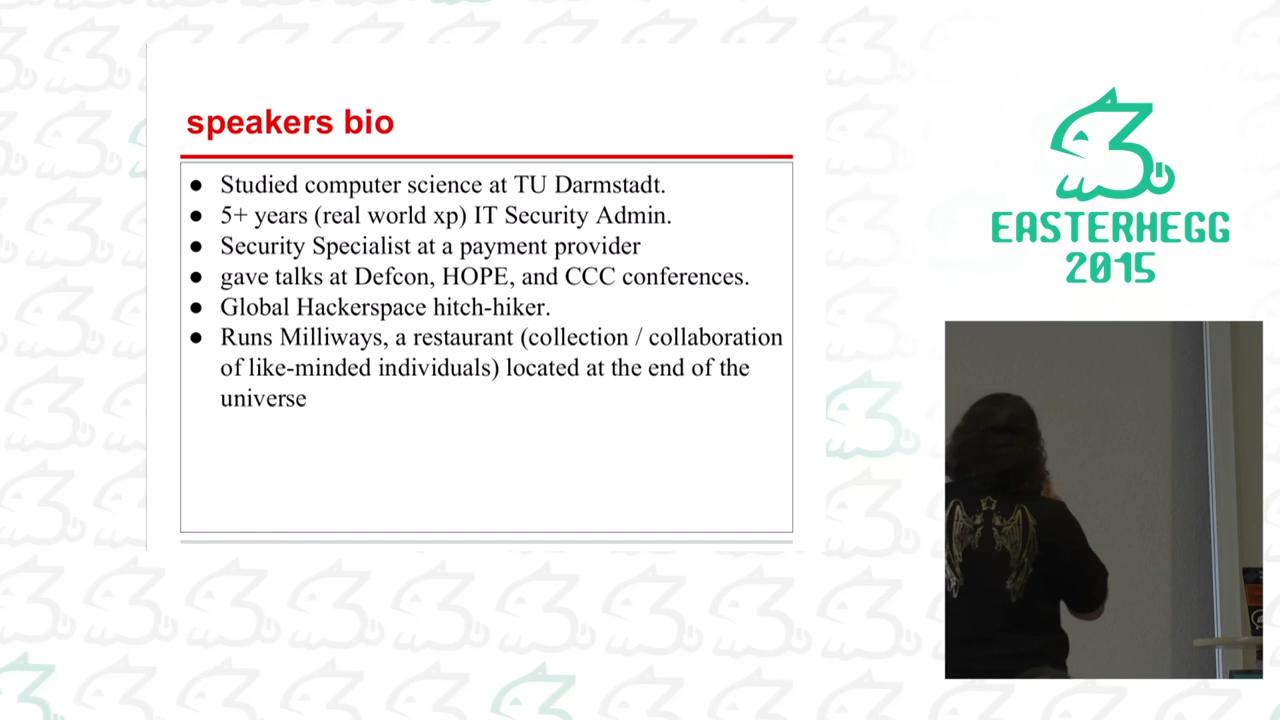 speakers bio
● Studied computer science at TU Darmstadt.
● 5+ years (real world xp) IT Security Admin.
● Security Specialist at a payment provider
● gave talks at Defcon, HOPE, and CCC conferences.
● Global Hackerspace hitch-hiker.
● Runs Milliways, a restaurant (collection / collaboration
of like-minded individuals) located at the end of the
universe
EASTERHEGG
2015